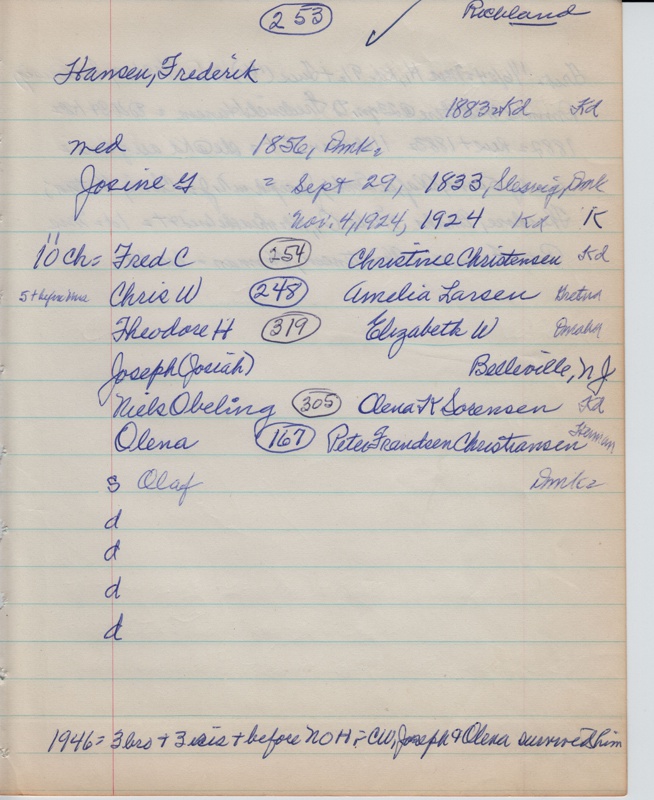 253 Richland
Hansen, Frederik
1883 = Kd Kd
med 1856, Dmk =
Josine G = Sept 29, 1833, Slesvig, Dmk
Nov. 4, 1924, 1924 Kd K
10 ch = Fred C 254 Christine Christensen Kd
Chris W 248 Amelia Larsen Gretna
Theodore H 319 Elizabeth W Omaha
Joseph (Josiah) Belleville, NJ
Niels Obeling 305 Olena K Sorensen Kd
Olena 167 Peter Frandsen Christiansen
s Olaf Dmk =
d
d
d
d
1946 = 3 bro + 3 sis + before NOH, = CW, Joseph & Olena survived him